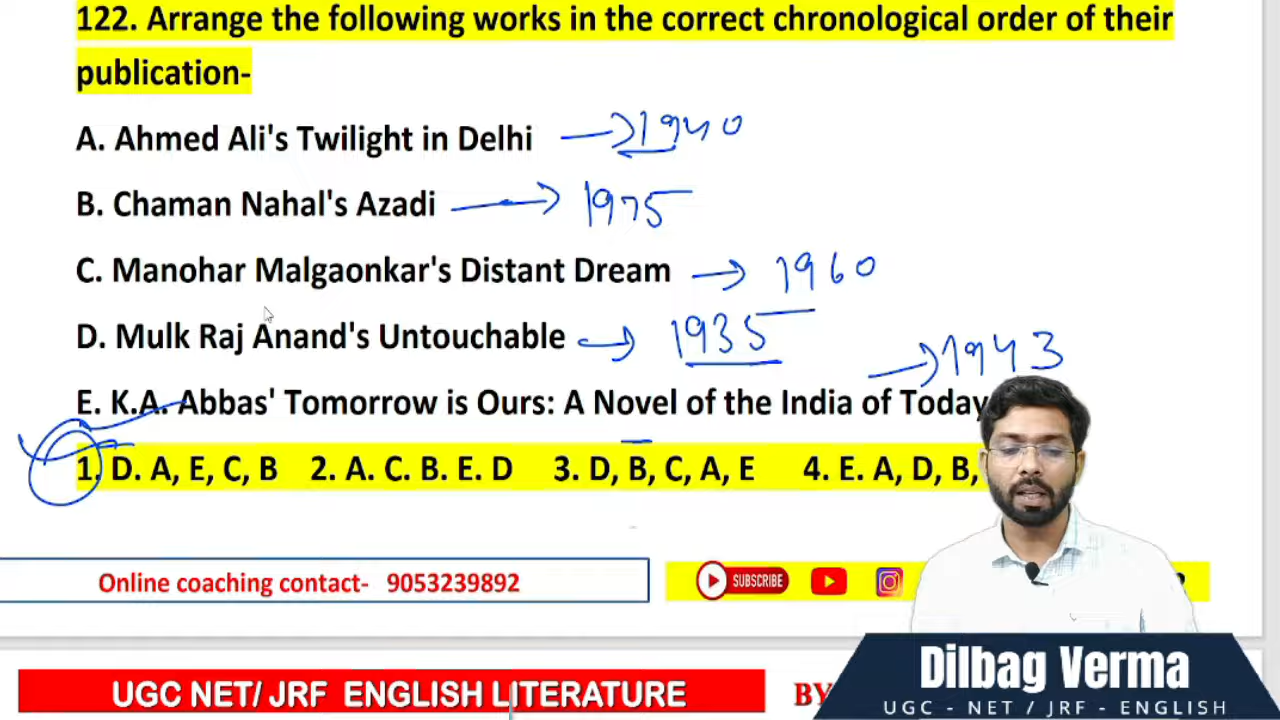 122. Arrange the following works in the correct chronological order of their
publication-
A. Ahmed Ali's Twilight in Delhi 1940
B. Chaman Nahal's Azadi 1975
C. Manohar Malgaonkar's Distant Dream 1960
D. Mulk Raj Anand's Untouchable 1935
1943
E. K.A. Abbas' Tomorrow is Ours: A Novel of the India of Today
1. D. A, E, C, B 2. A. C. B. E. D 3. D, B, C, A, E 4. E. A, D, B,
Online coaching contact- 9053239892
SUBSCRIBE
Dilbag Verma
UGC NET/ JRF ENGLISH LITERATURE BY
UGC - NET / JRF - ENGLISH